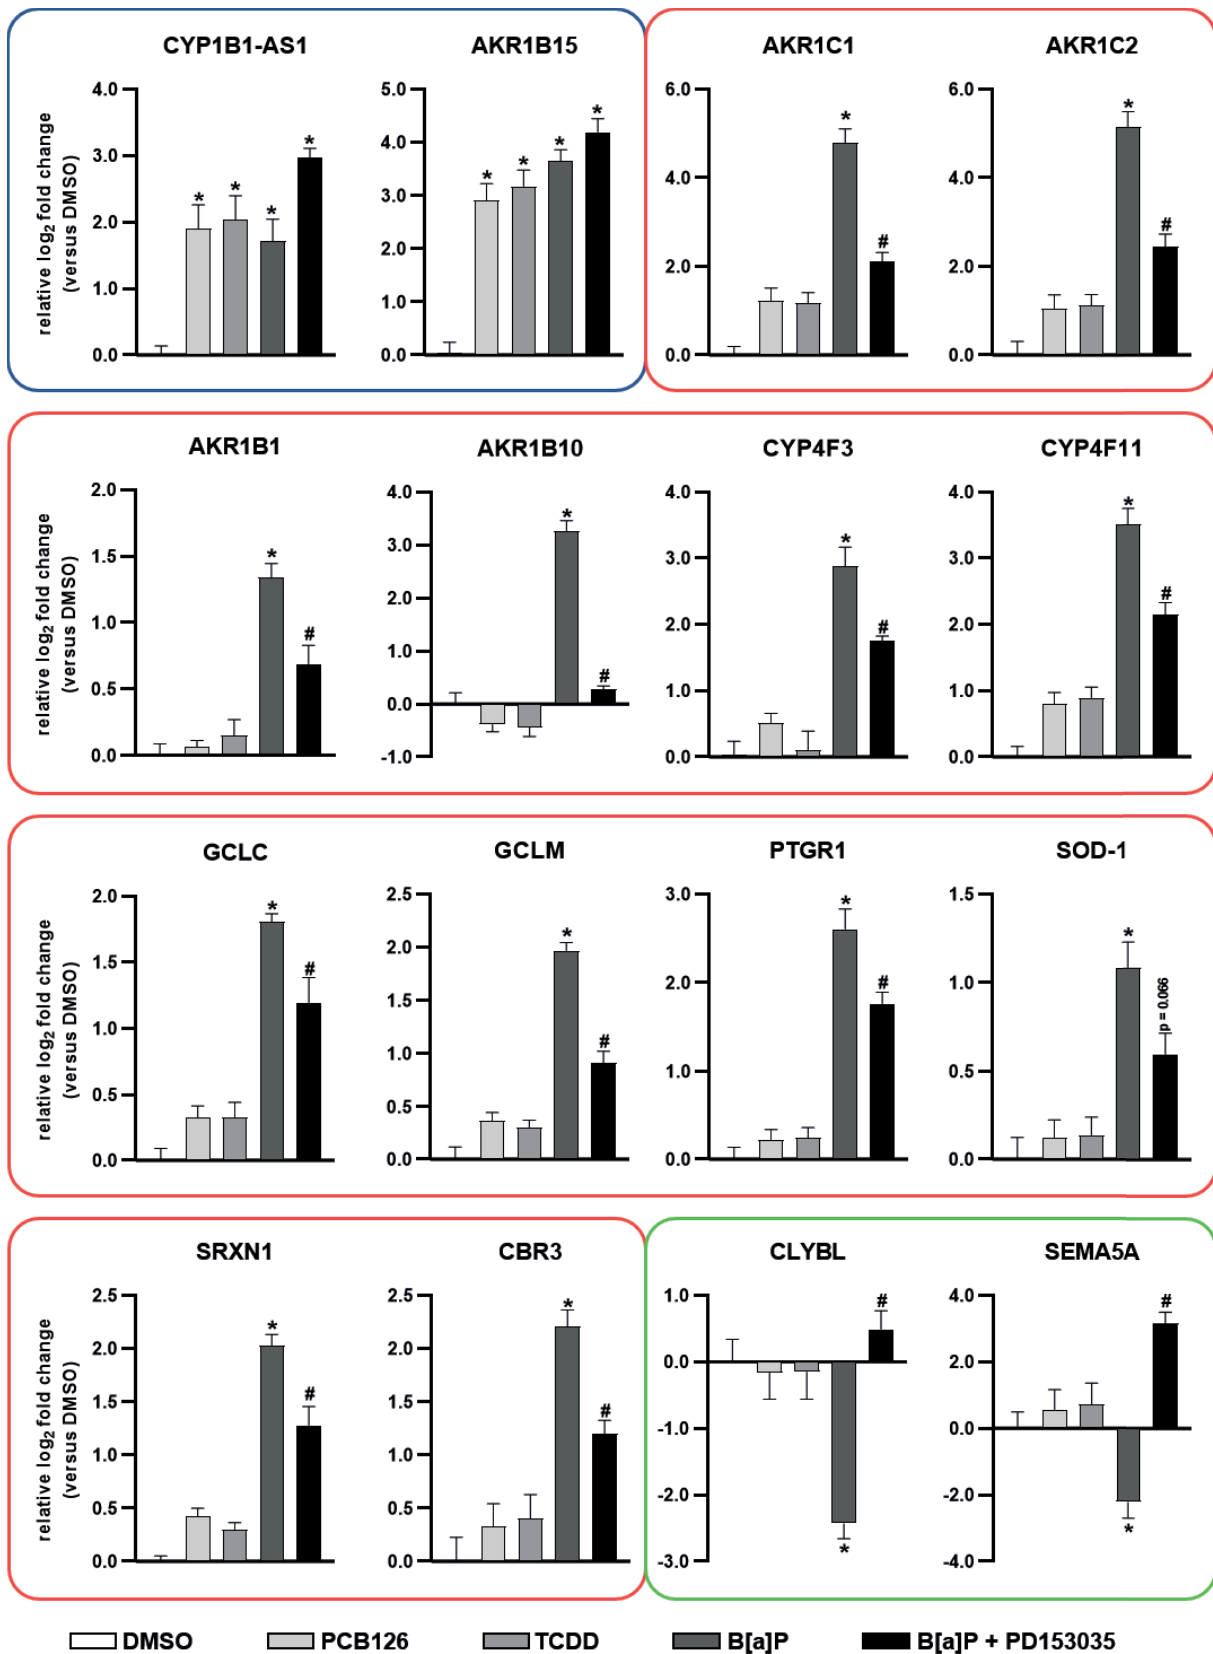 CYP1B1-AS1
AKR1B15
AKR1C1
AKR1C2
relative log2 fold change
(versus DMSO)
4.0
3.0
2.0
1.0
0.0
* * * *
5.0
4.0
3.0
2.0
1.0
0.0
* * * *
6.0
4.0
2.0
0.0
* #
6.0
4.0
2.0
0.0
* #
AKR1B1
AKR1B10
CYP4F3
CYP4F11
relative log2 fold change
(versus DMSO)
2.0
1.5
1.0
0.5
0.0
* #
4.0
3.0
2.0
1.0
0.0
-1.0
* #
4.0
3.0
2.0
1.0
0.0
* #
4.0
3.0
2.0
1.0
0.0
* #
GCLC
GCLM
PTGR1
SOD-1
relative log2 fold change
(versus DMSO)
2.0
1.5
1.0
0.5
0.0
* #
2.5
2.0
1.5
1.0
0.5
0.0
* #
3.0
2.0
1.0
0.0
* #
1.5
1.0
0.5
0.0
*
p = 0.066
SRXN1
CBR3
CLYBL
SEMA5A
relative log2 fold change
(versus DMSO)
2.5
2.0
1.5
1.0
0.5
0.0
* #
2.5
2.0
1.5
1.0
0.5
0.0
* #
1.0
0.0
-1.0
-2.0
-3.0
* #
4.0
2.0
0.0
-2.0
-4.0
* #
DMSO
PCB126
TCDD
B[a]P
B[a]P + PD153035